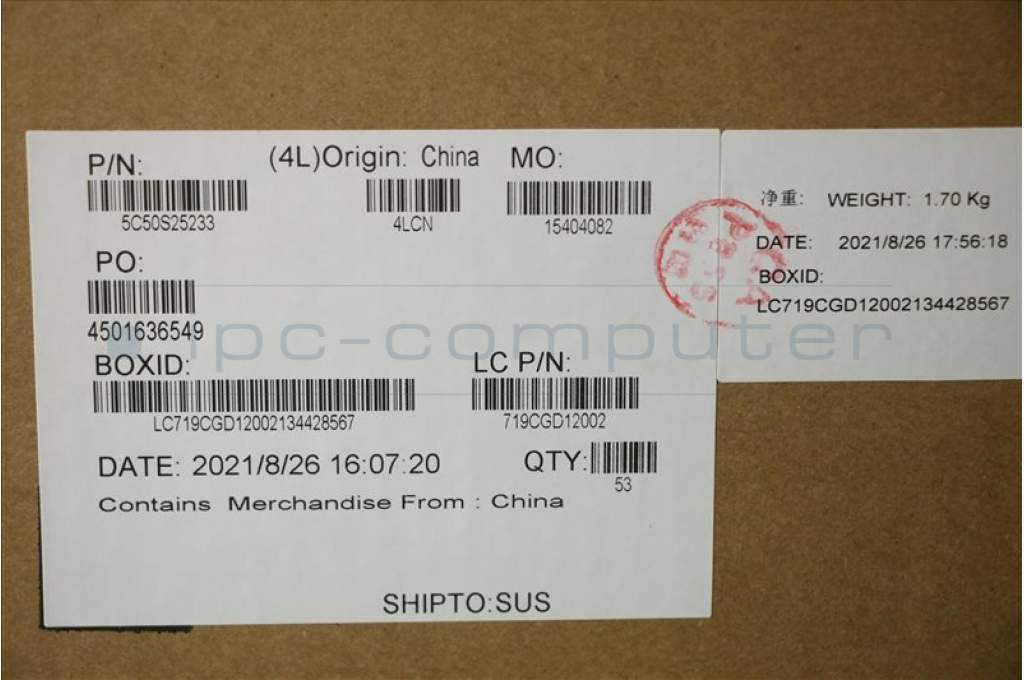 P/N: (4L)Origin: China MO:
5C50S25233 4LCN 15404082
PO:
4501636549
BOXID: LC P/N:
LC719CGD12002134428567 719CGD12002
DATE: 2021/8/26 16:07:20 QTY:
53
Contains Merchandise From : China
SHIPTO:SUS
净重: WEIGHT: 1.70 Kg
DATE: 2021/8/26 17:56:18
BOXID:
LC719CGD12002134428567
ipc-computer